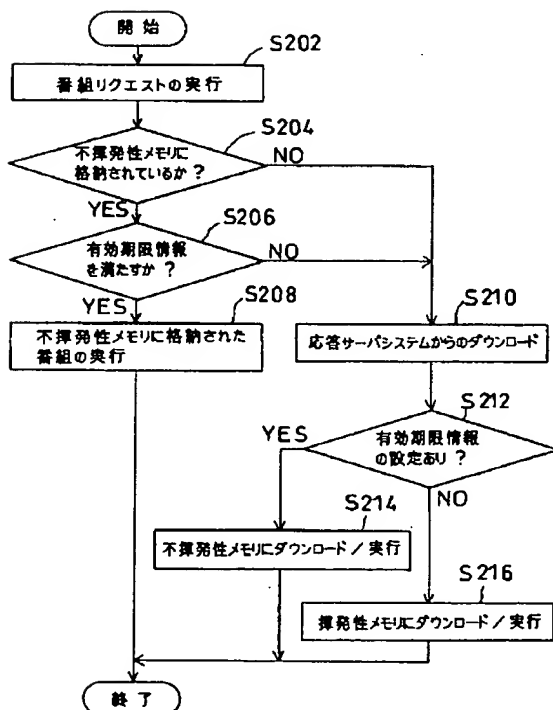 開始
S202
番組リクエストの実行
S204
不揮発性メモリに
格納されているか?
NO
YES
S206
有効期限情報
を満たすか?
NO
YES
S208
不揮発性メモリに格納された
番組の実行
S210
応答サーバシステムからのダウンロード
S212
有効期限情報
の設定あり?
YES
NO
S214
不揮発性メモリにダウンロード/実行
S216
揮発性メモリにダウンロード/実行
終了